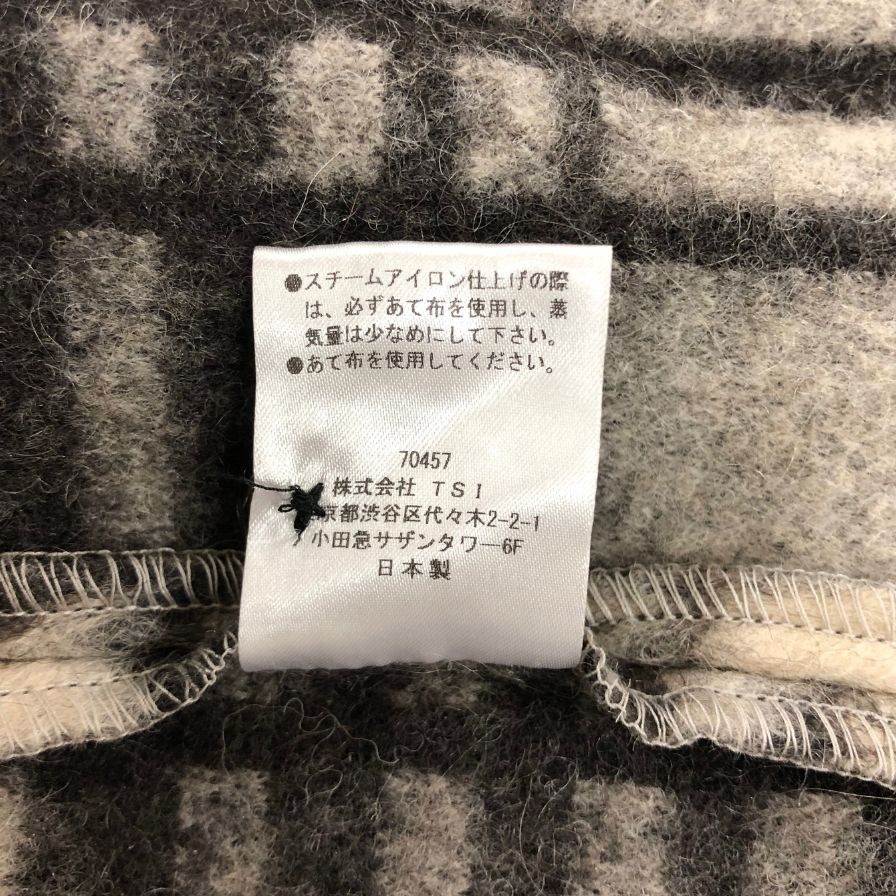 ●スチームアイロン仕上げの際
は、必ずあて布を使用し、蒸
気量は少なめにして下さい。
●あて布を使用してください。
70457
株式会社 TSI
京都渋谷区代々木2-2-1
小田急サザンタワー6F
日本製